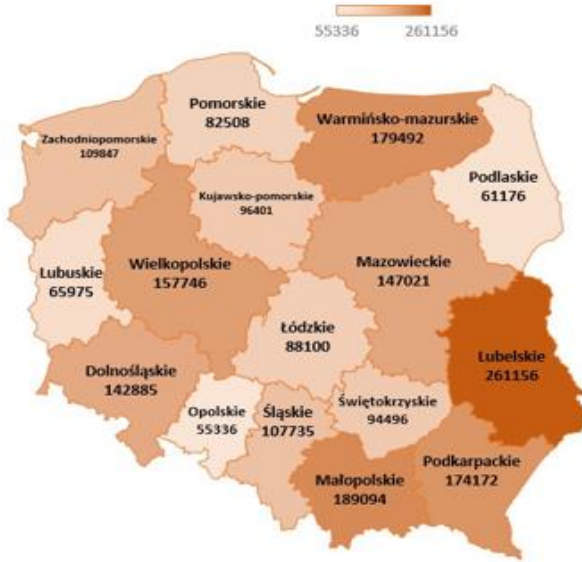 55336 261156
Pomorskie
82508
Warmińsko-mazurskie
179492
Zachodniopomorskie
109847
Podlaskie
61176
Kujawsko-pomorskie
96401
Wielkopolskie
157746
Mazowieckie
147021
Lubuskie
65975
Łódzkie
88100
Lubelskie
261156
Dolnośląskie
142885
Opolskie
55336
Śląskie
107735
Świętokrzyskie
94496
Podkarpackie
174172
Małopolskie
189094